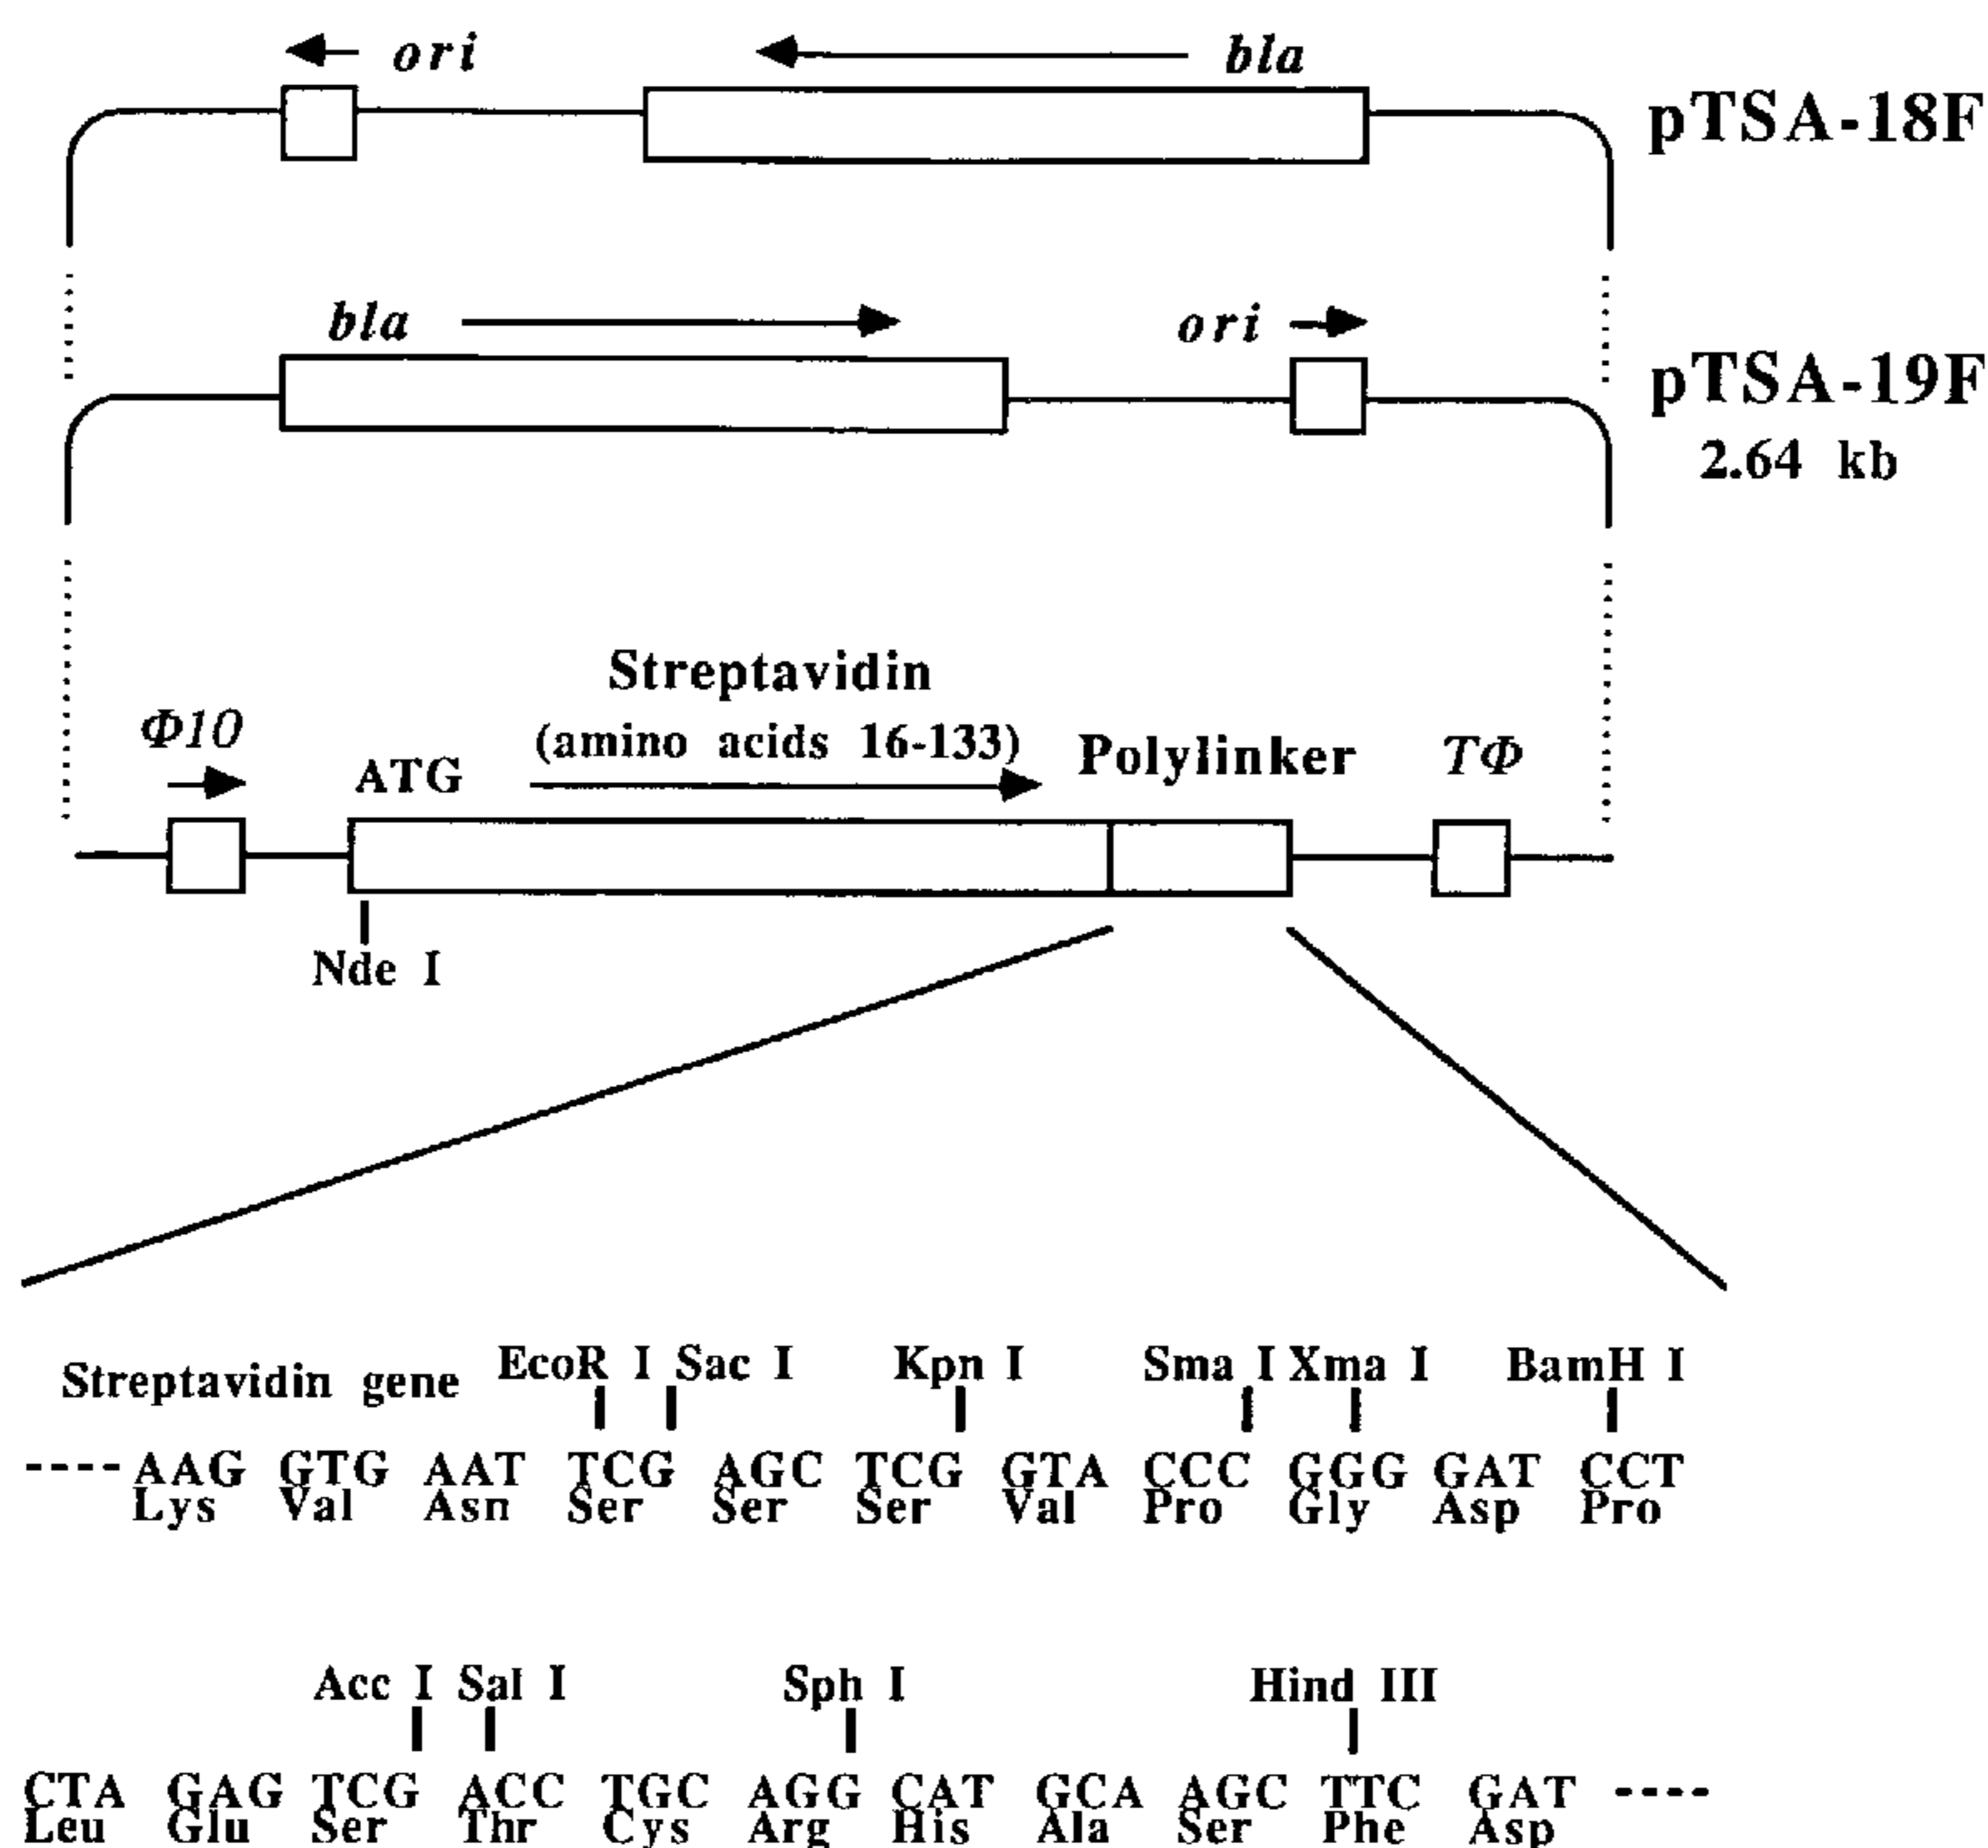 ori bla
pTSA-18F
bla ori
pTSA-19F
2.64 kb
Streptavidin
(amino acids 16-133)
Φ10 ATG Polylinker TΦ
Nde I
Streptavidin gene EcoR I Sac I Kpn I Sma I Xma I BamH I
----AAG GTG AAT TCG AGC TCG GTA CCC GGG GAT CCT
Lys Val Asn Ser Ser Ser Val Pro Gly Asp Pro
Acc I Sal I Sph I Hind III
CTA GAG TCG ACC TGC AGG CAT GCA AGC TTC GAT ----
Leu Glu Ser Thr Cys Arg His Ala Ser Phe Asp